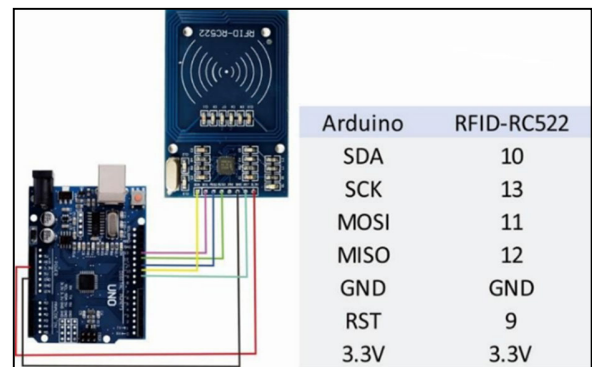 RFID-RC522
UNO
Arduino RFID-RC522
SDA 10
SCK 13
MOSI 11
MISO 12
GND GND
RST 9
3.3V 3.3V